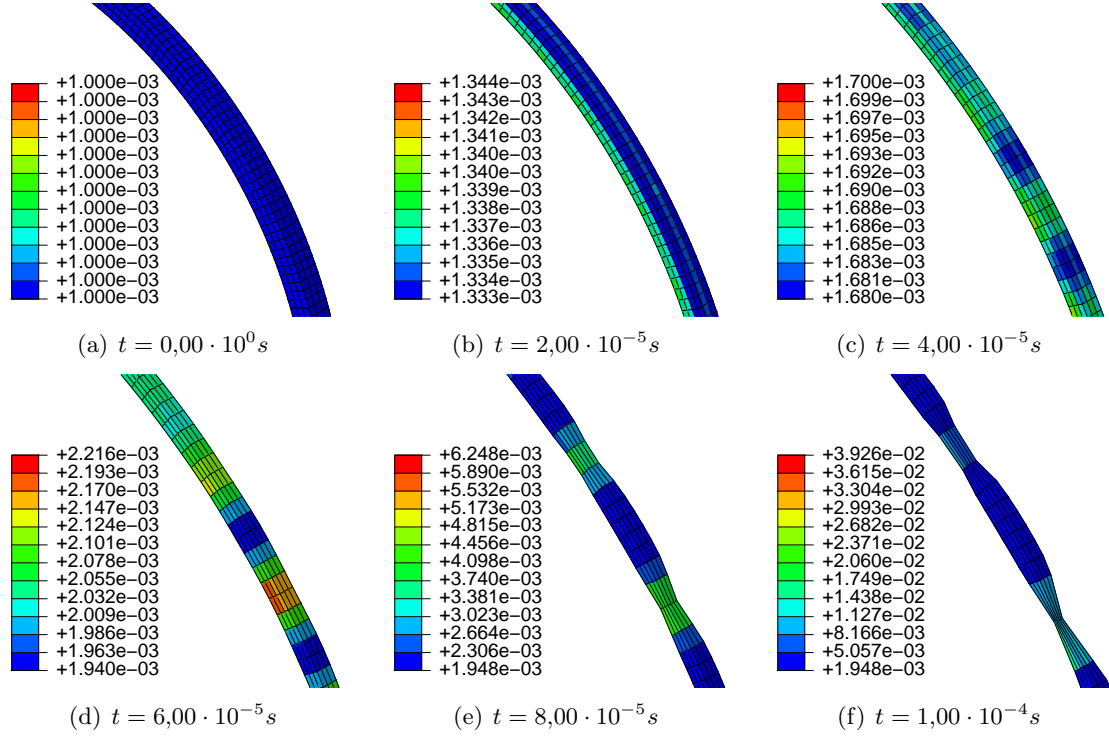 +1.000e−03
+1.000e−03
+1.000e−03
+1.000e−03
+1.000e−03
+1.000e−03
+1.000e−03
+1.000e−03
+1.000e−03
+1.000e−03
+1.000e−03
+1.000e−03
+1.000e−03
(a) t = 0,00 · 10⁰s
+1.344e−03
+1.343e−03
+1.342e−03
+1.341e−03
+1.340e−03
+1.340e−03
+1.339e−03
+1.338e−03
+1.337e−03
+1.336e−03
+1.335e−03
+1.334e−03
+1.333e−03
(b) t = 2,00 · 10⁻⁵s
+1.700e−03
+1.699e−03
+1.697e−03
+1.695e−03
+1.693e−03
+1.692e−03
+1.690e−03
+1.688e−03
+1.686e−03
+1.685e−03
+1.683e−03
+1.681e−03
+1.680e−03
(c) t = 4,00 · 10⁻⁵s
+2.216e−03
+2.193e−03
+2.170e−03
+2.147e−03
+2.124e−03
+2.101e−03
+2.078e−03
+2.055e−03
+2.032e−03
+2.009e−03
+1.986e−03
+1.963e−03
+1.940e−03
(d) t = 6,00 · 10⁻⁵s
+6.248e−03
+5.890e−03
+5.532e−03
+5.173e−03
+4.815e−03
+4.456e−03
+4.098e−03
+3.740e−03
+3.381e−03
+3.023e−03
+2.664e−03
+2.306e−03
+1.948e−03
(e) t = 8,00 · 10⁻⁵s
+3.926e−02
+3.615e−02
+3.304e−02
+2.993e−02
+2.682e−02
+2.371e−02
+2.060e−02
+1.749e−02
+1.438e−02
+1.127e−02
+8.166e−03
+5.057e−03
+1.948e−03
(f) t = 1,00 · 10⁻⁴s